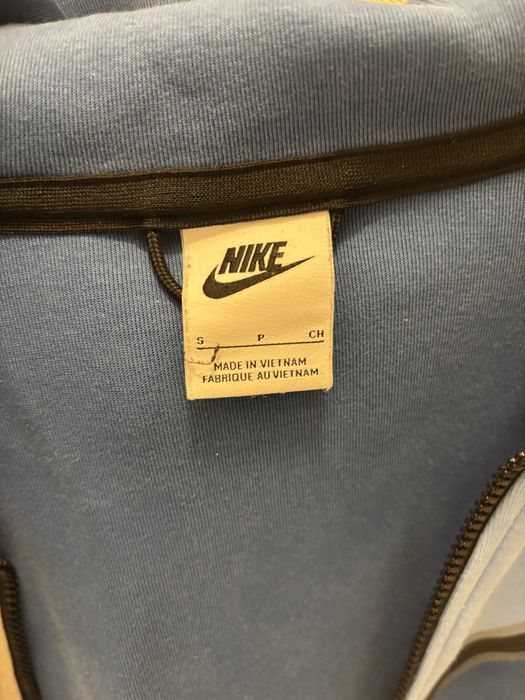 NIKE
S P CH
MADE IN VIETNAM
FABRIQUE AU VIETNAM